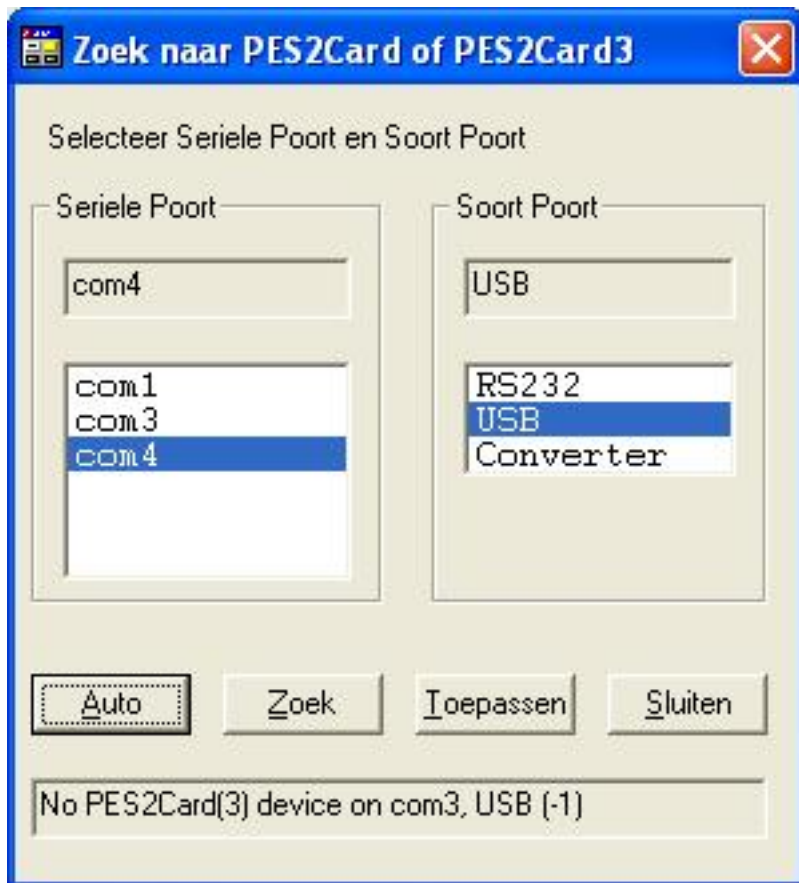 Zoek naar PES2Card of PES2Card3
Selecteer Seriele Poort en Soort Poort
Seriele Poort
com4
com1
com3
com4
Soort Poort
USB
RS232
USB
Converter
Auto
Zoek
Toepassen
Sluiten
No PES2Card(3) device on com3, USB (-1)